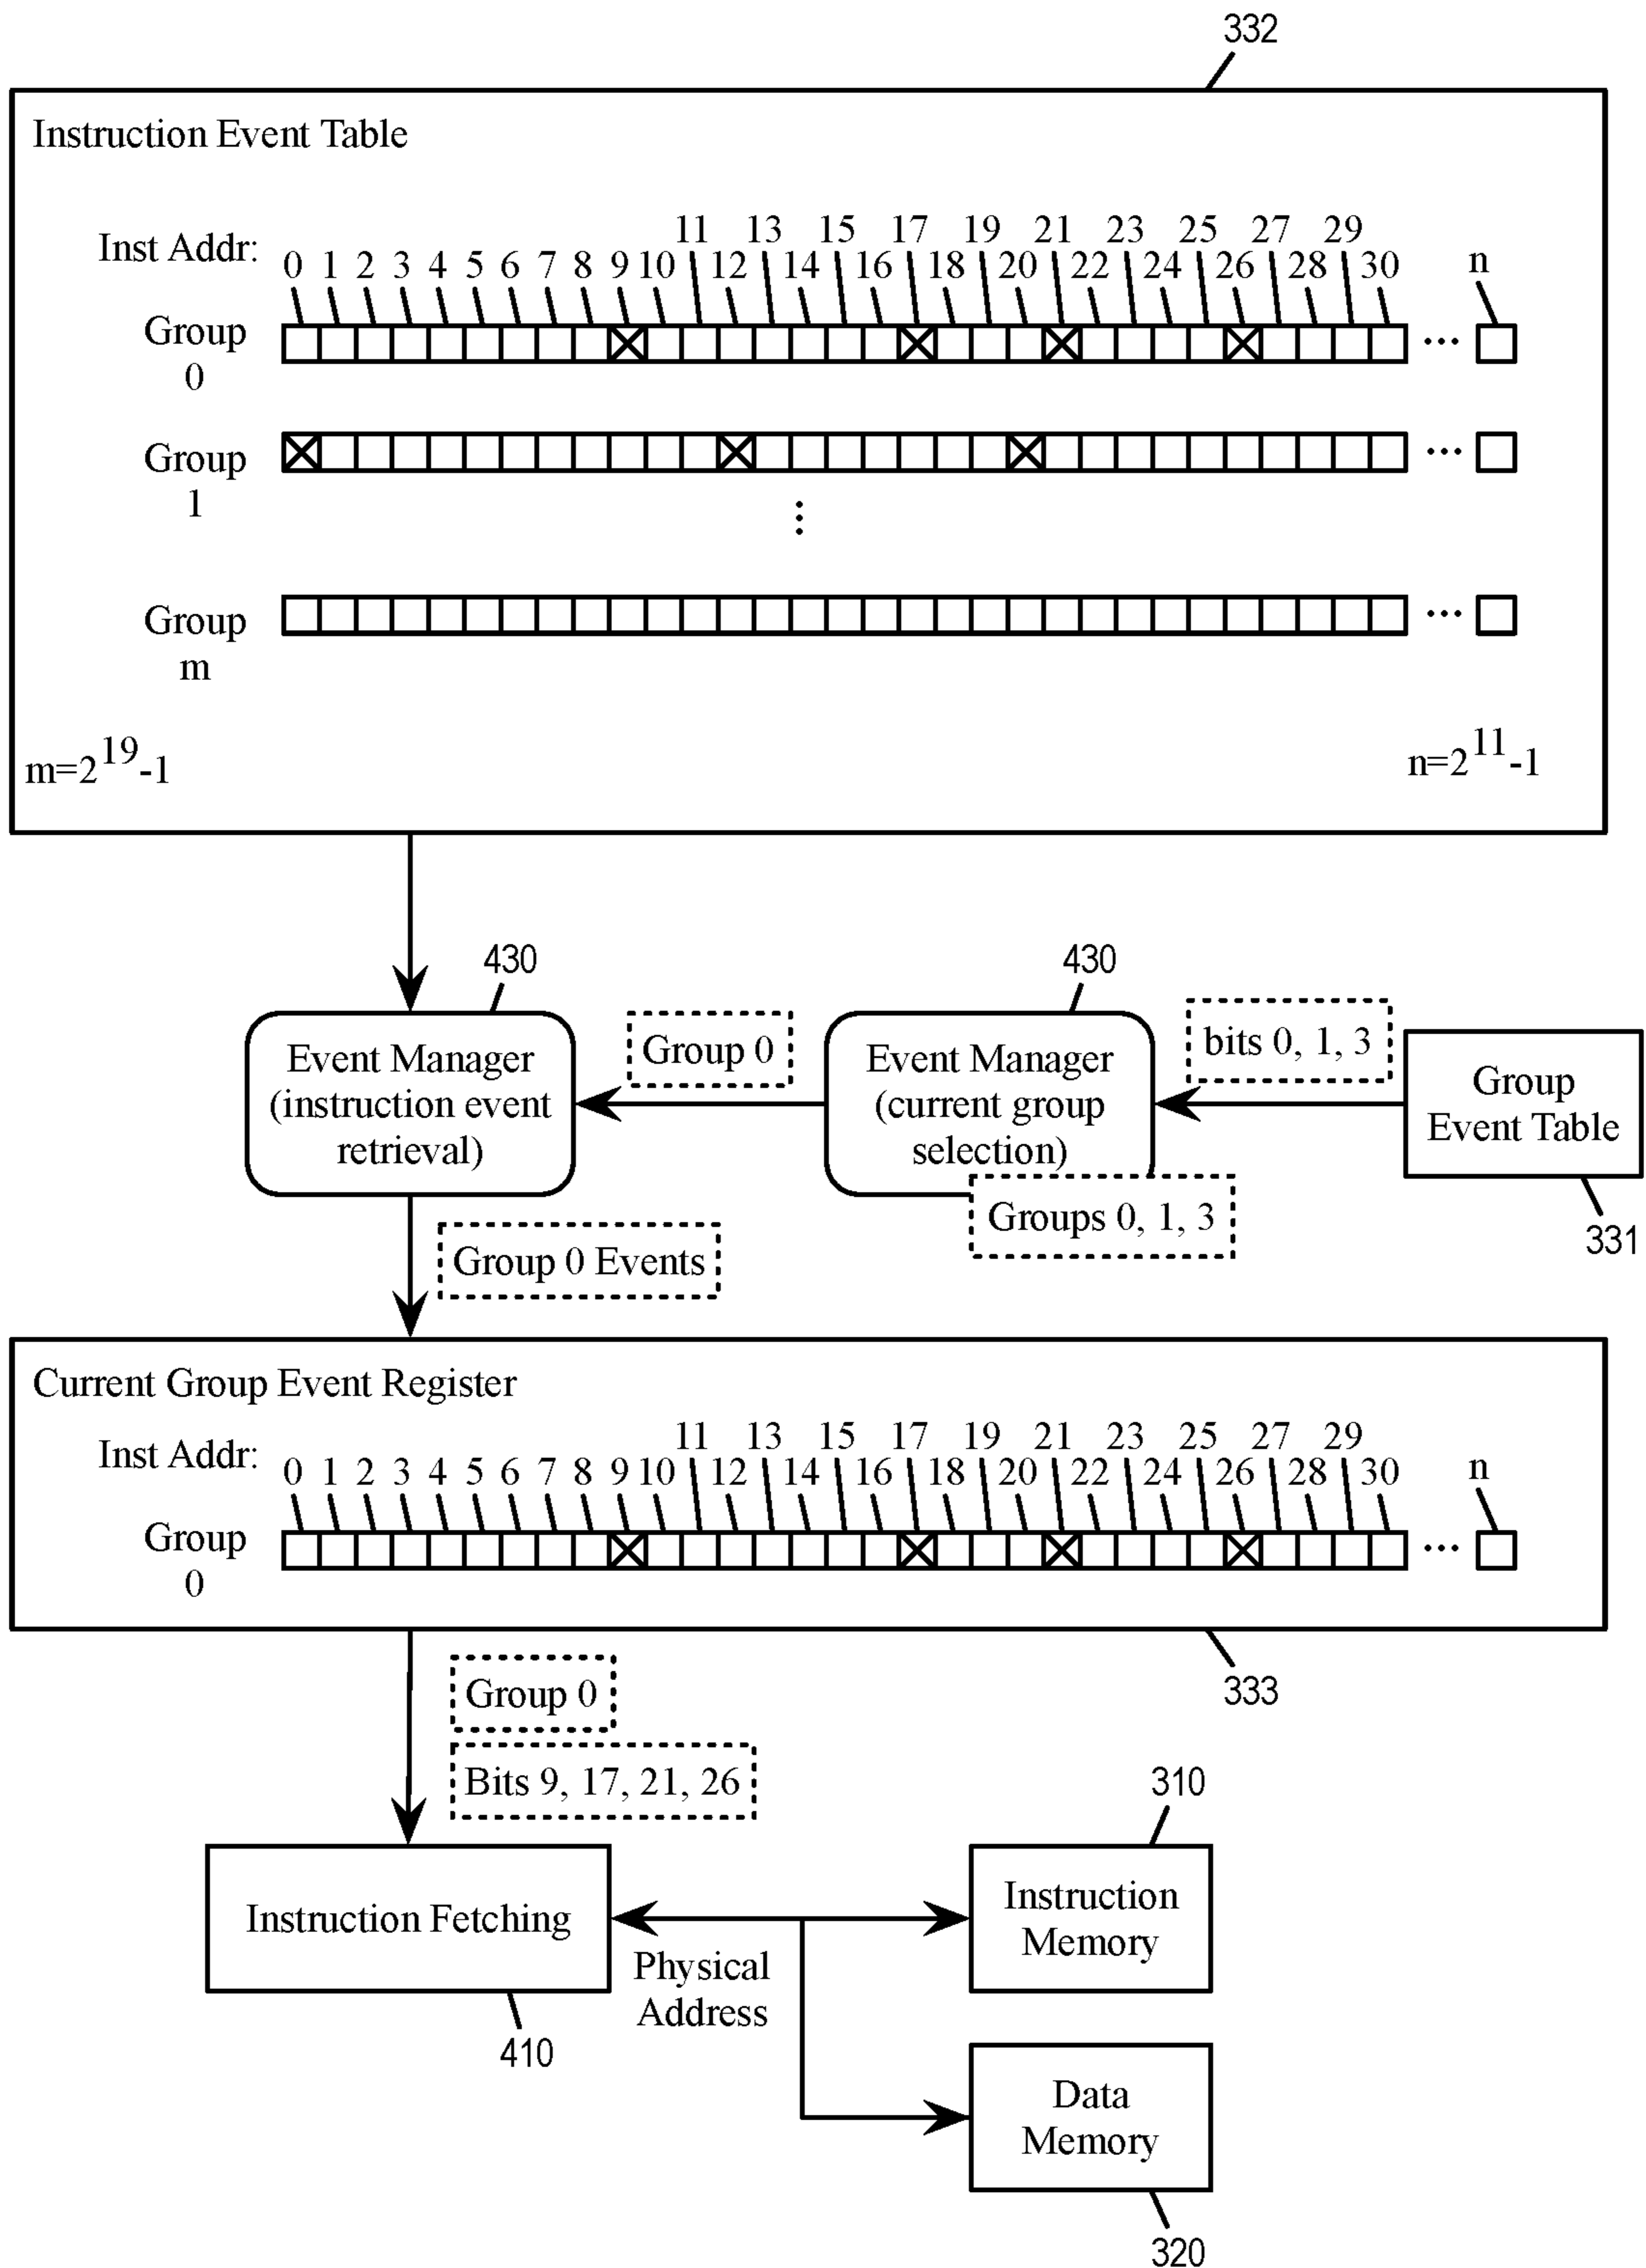 332
Instruction Event Table
11 13 15 17 19 21 23 25 27 29
Inst Addr: 0 1 2 3 4 5 6 7 8 9 10 12 14 16 18 20 22 24 26 28 30 n
Group
0
...
Group
1
...
Group
m
...
m=2^19-1
n=2^11-1
430
430
Event Manager
(instruction event
retrieval)
Group 0
Event Manager
(current group
selection)
Groups 0, 1, 3
bits 0, 1, 3
Group
Event Table
331
Group 0 Events
Current Group Event Register
11 13 15 17 19 21 23 25 27 29
Inst Addr: 0 1 2 3 4 5 6 7 8 9 10 12 14 16 18 20 22 24 26 28 30 n
Group
0
...
333
Group 0
Bits 9, 17, 21, 26
310
Instruction Fetching
410
Physical
Address
Instruction
Memory
Data
Memory
320